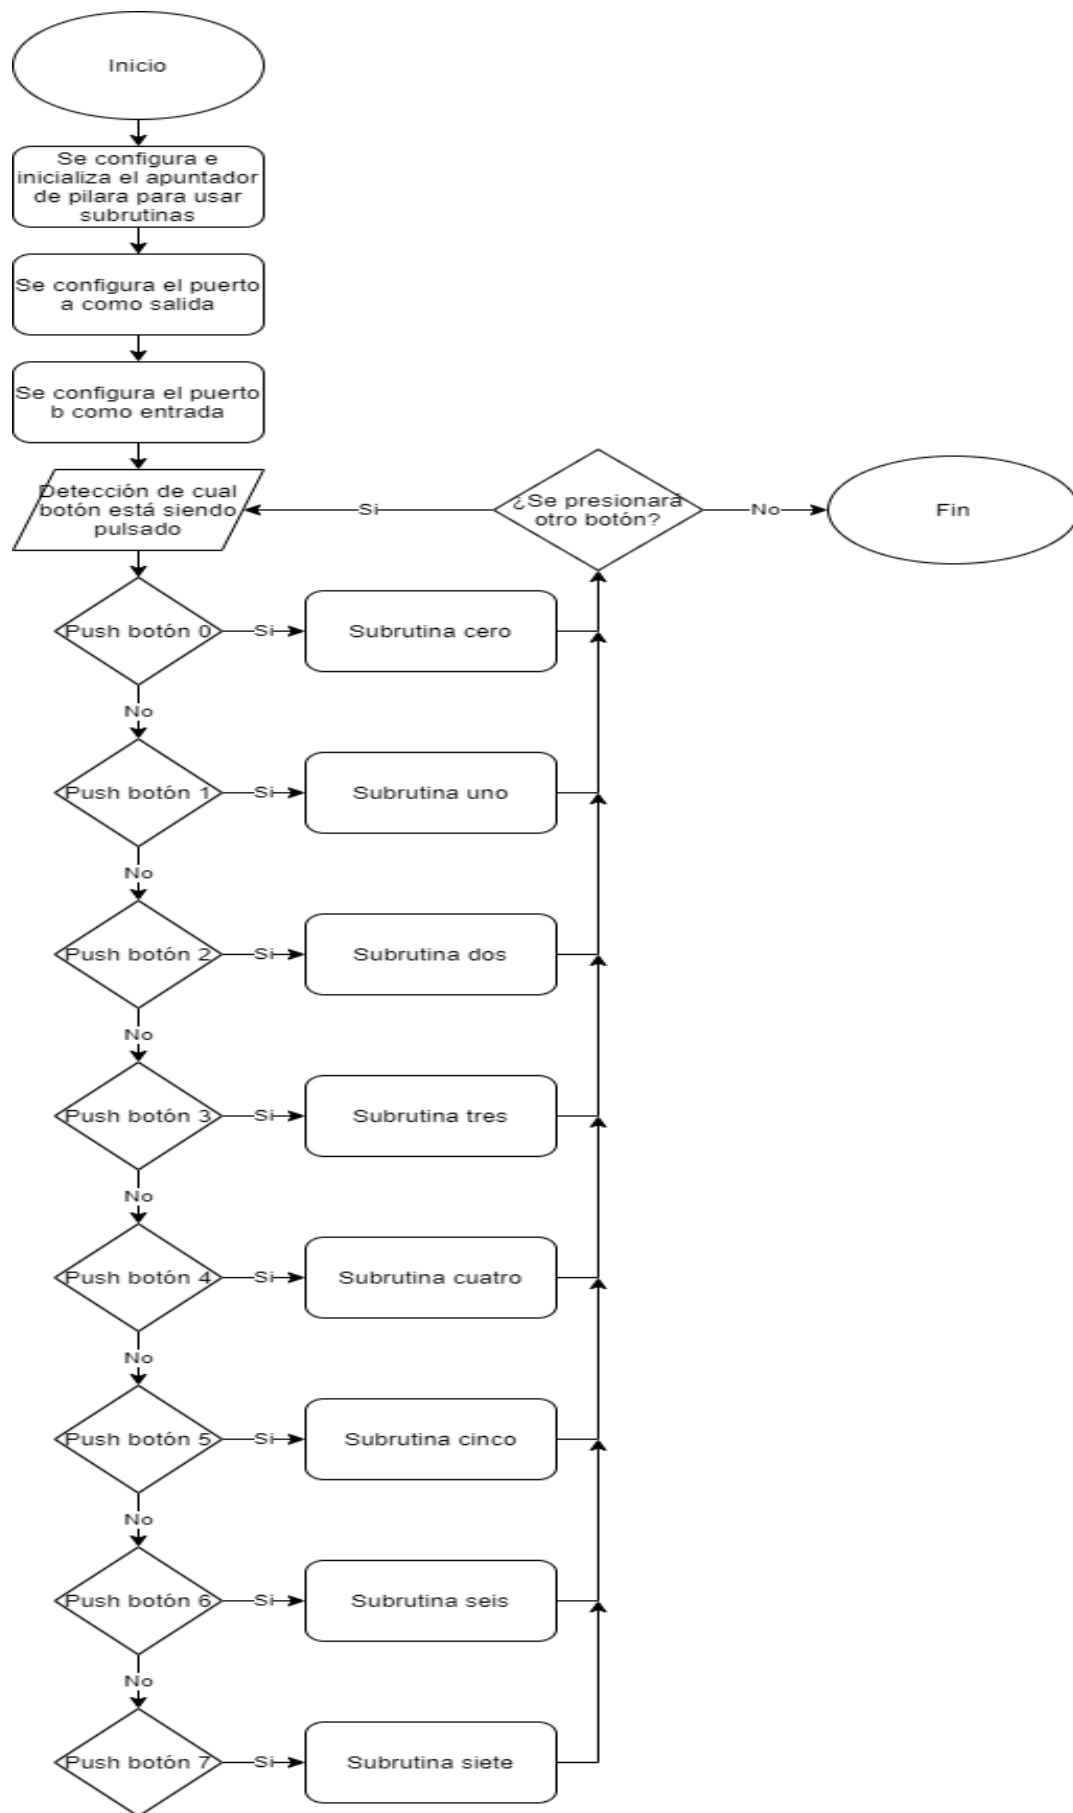 Inicio
Se configura e
inicializa el apuntador
de pilara para usar
subrutinas
Se configura el puerto
a como salida
Se configura el puerto
b como entrada
Detección de cual
botón está siendo
pulsado
Si
¿Se presionará
otro botón?
No
Fin
Push botón 0
Si
Subrutina cero
No
Push botón 1
Si
Subrutina uno
No
Push botón 2
Si
Subrutina dos
No
Push botón 3
Si
Subrutina tres
No
Push botón 4
Si
Subrutina cuatro
No
Push botón 5
Si
Subrutina cinco
No
Push botón 6
Si
Subrutina seis
No
Push botón 7
Si
Subrutina siete